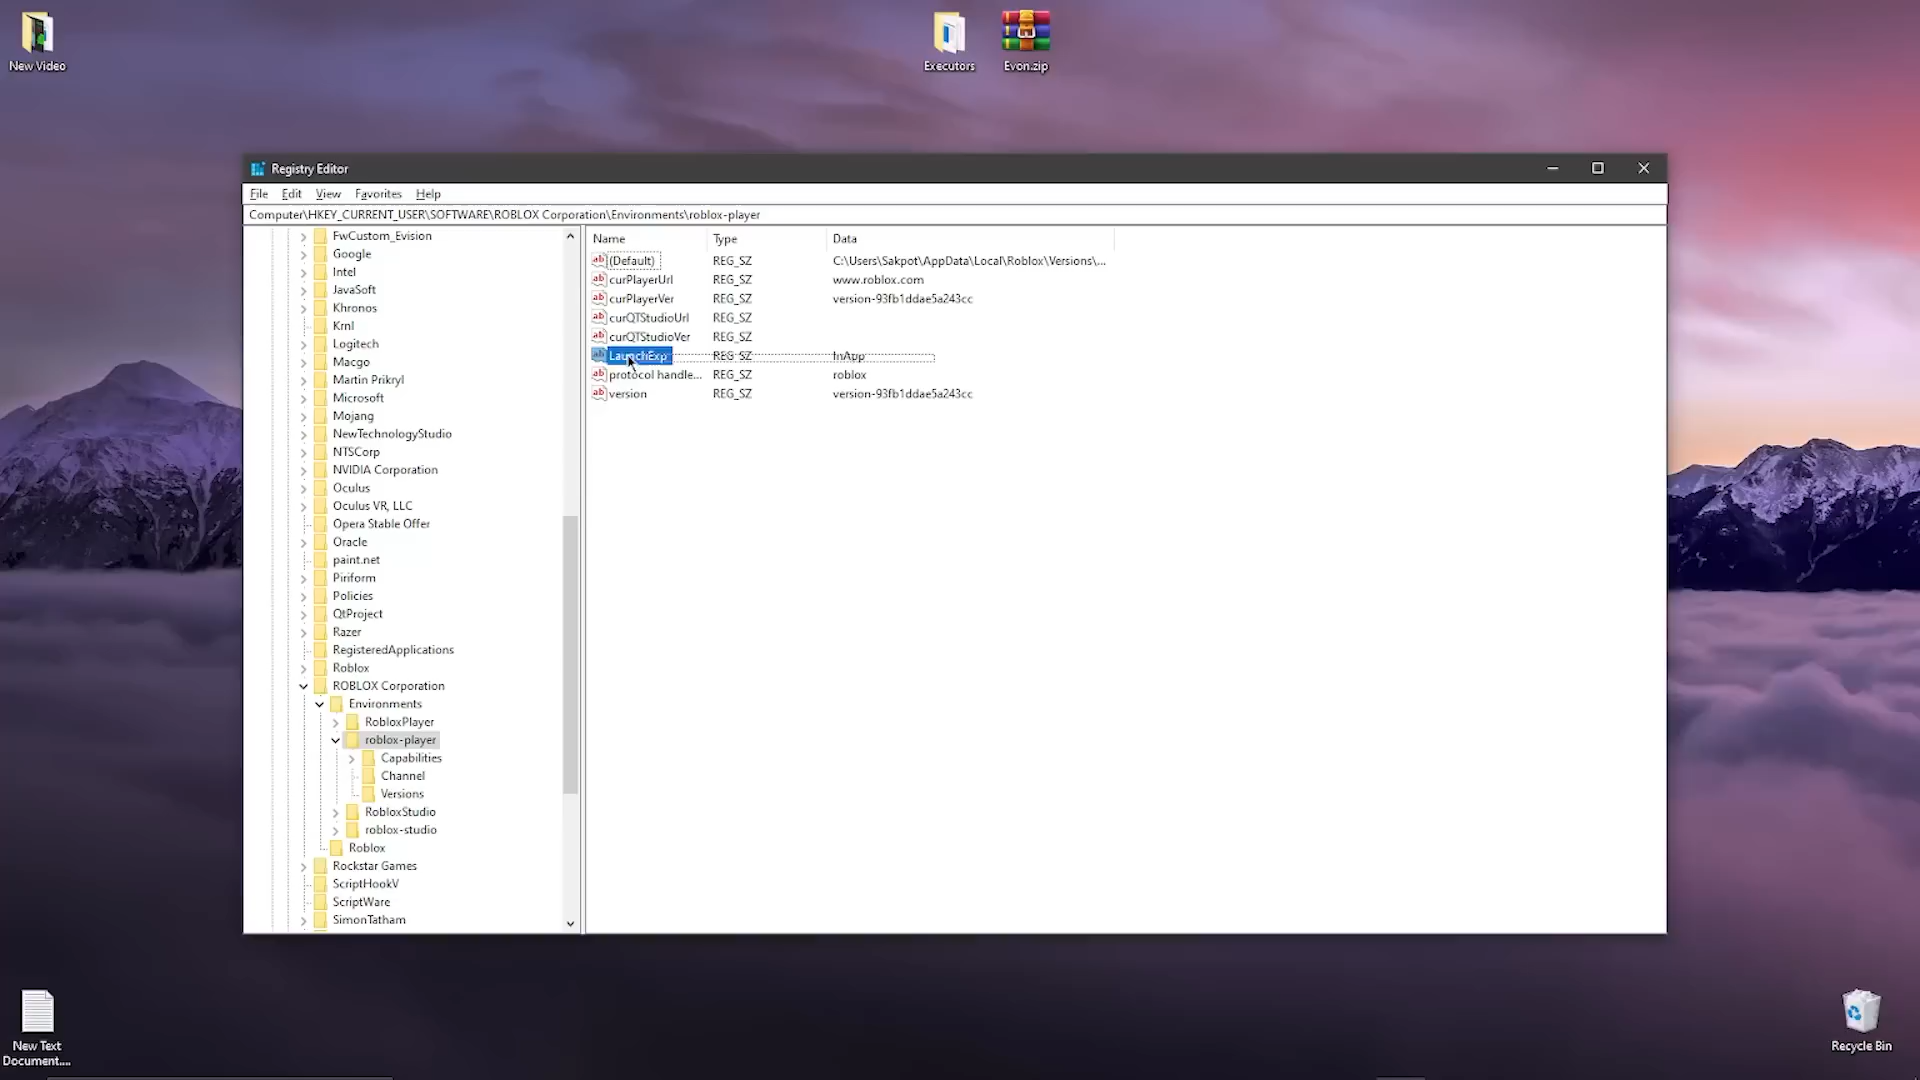 New Video
Executors
Evon.zip
Registry Editor
File Edit View Favorites Help
Computer\HKEY_CURRENT_USER\SOFTWARE\ROBLOX Corporation\Environments\roblox-player
FwCustom_Evision
Google
Intel
JavaSoft
Khronos
Krnl
Logitech
Macgo
Martin Prikryl
Microsoft
Mojang
NewTechnologyStudio
NTSCorp
NVIDIA Corporation
Oculus
Oculus VR, LLC
Opera Stable Offer
Oracle
paint.net
Piriform
Policies
QtProject
Razer
RegisteredApplications
Roblox
ROBLOX Corporation
Environments
RobloxPlayer
roblox-player
Capabilities
Channel
Versions
RobloxStudio
roblox-studio
Roblox
Rockstar Games
ScriptHookV
ScriptWare
SimonTatham
Name Type Data
(Default) REG_SZ C:\Users\Sakpot\AppData\Local\Roblox\Versions\...
curPlayerUrl REG_SZ www.roblox.com
curPlayerVer REG_SZ version-93fb1ddae5a243cc
curQTStudioUrl REG_SZ
curQTStudioVer REG_SZ
LaunchExp REG_SZ InApp
protocol handle... REG_SZ roblox
version REG_SZ version-93fb1ddae5a243cc
New Text
Document....
Recycle Bin